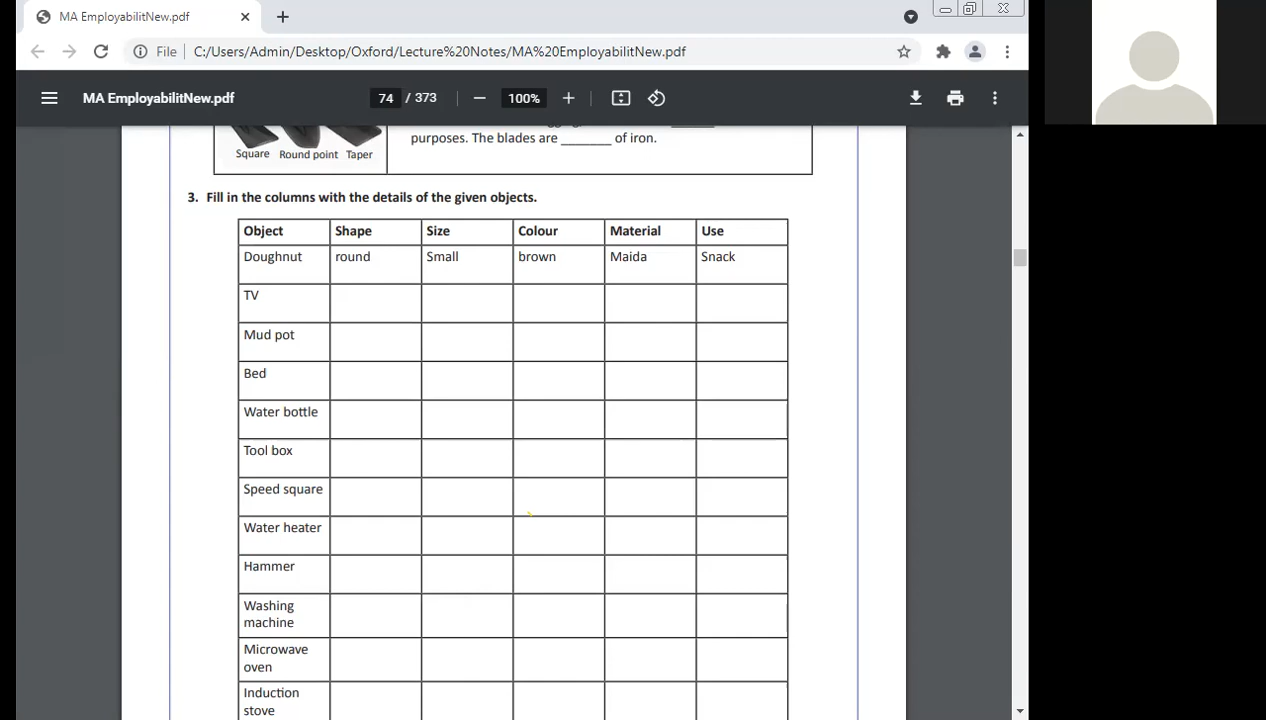 MA EmployabilitNew.pdf
File C:/Users/Admin/Desktop/Oxford/Lecture%20Notes/MA%20EmployabilitNew.pdf
MA EmployabilitNew.pdf 74 / 373 100%
Square Round point Taper
purposes. The blades are _______ of iron.
3. Fill in the columns with the details of the given objects.
Object Shape Size Colour Material Use
Doughnut round Small brown Maida Snack
TV
Mud pot
Bed
Water bottle
Tool box
Speed square
Water heater
Hammer
Washing
machine
Microwave
oven
Induction
stove